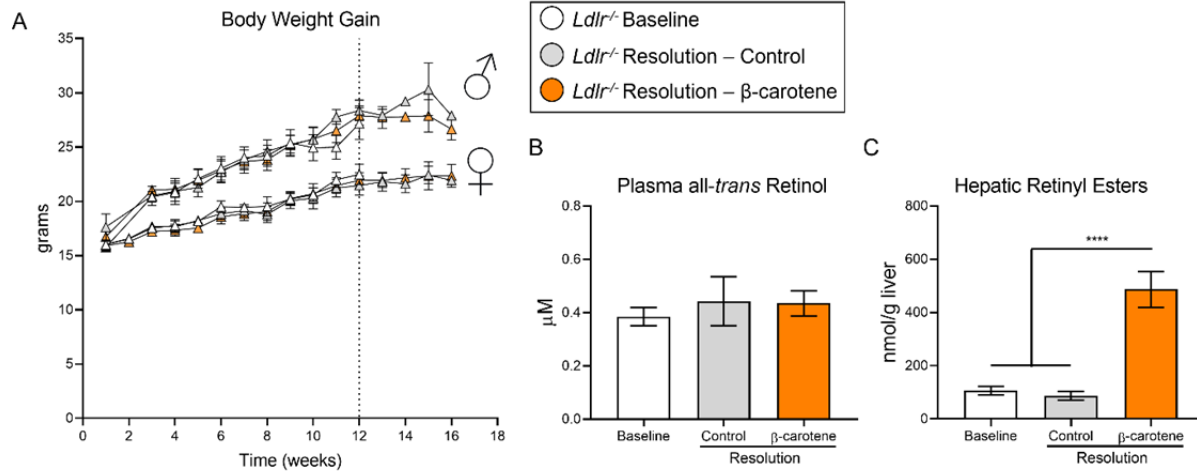 A
Body Weight Gain
35
30
25
20
15
10
5
0
grams
0 2 4 6 8 10 12 14 16 18
Time (weeks)
Ldlr-/- Baseline
Ldlr-/- Resolution – Control
Ldlr-/- Resolution – β-carotene
B
Plasma all-trans Retinol
0.8
0.6
0.4
0.2
0.0
μM
Baseline Control β-carotene
Resolution
C
Hepatic Retinyl Esters
****
800
600
400
200
0
nmol/g liver
Baseline Control β-carotene
Resolution